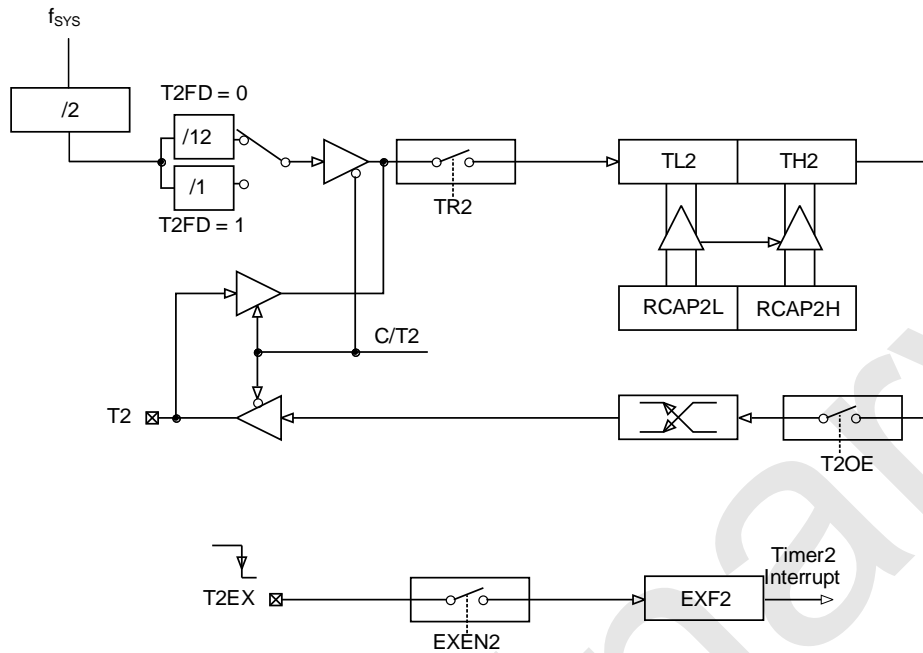 fSYS
/2
T2FD = 0
/12
/1
T2FD = 1
TR2
TL2
TH2
RCAP2L
RCAP2H
C/T2
T2
T2OE
T2EX
EXEN2
EXF2
Timer2
Interrupt